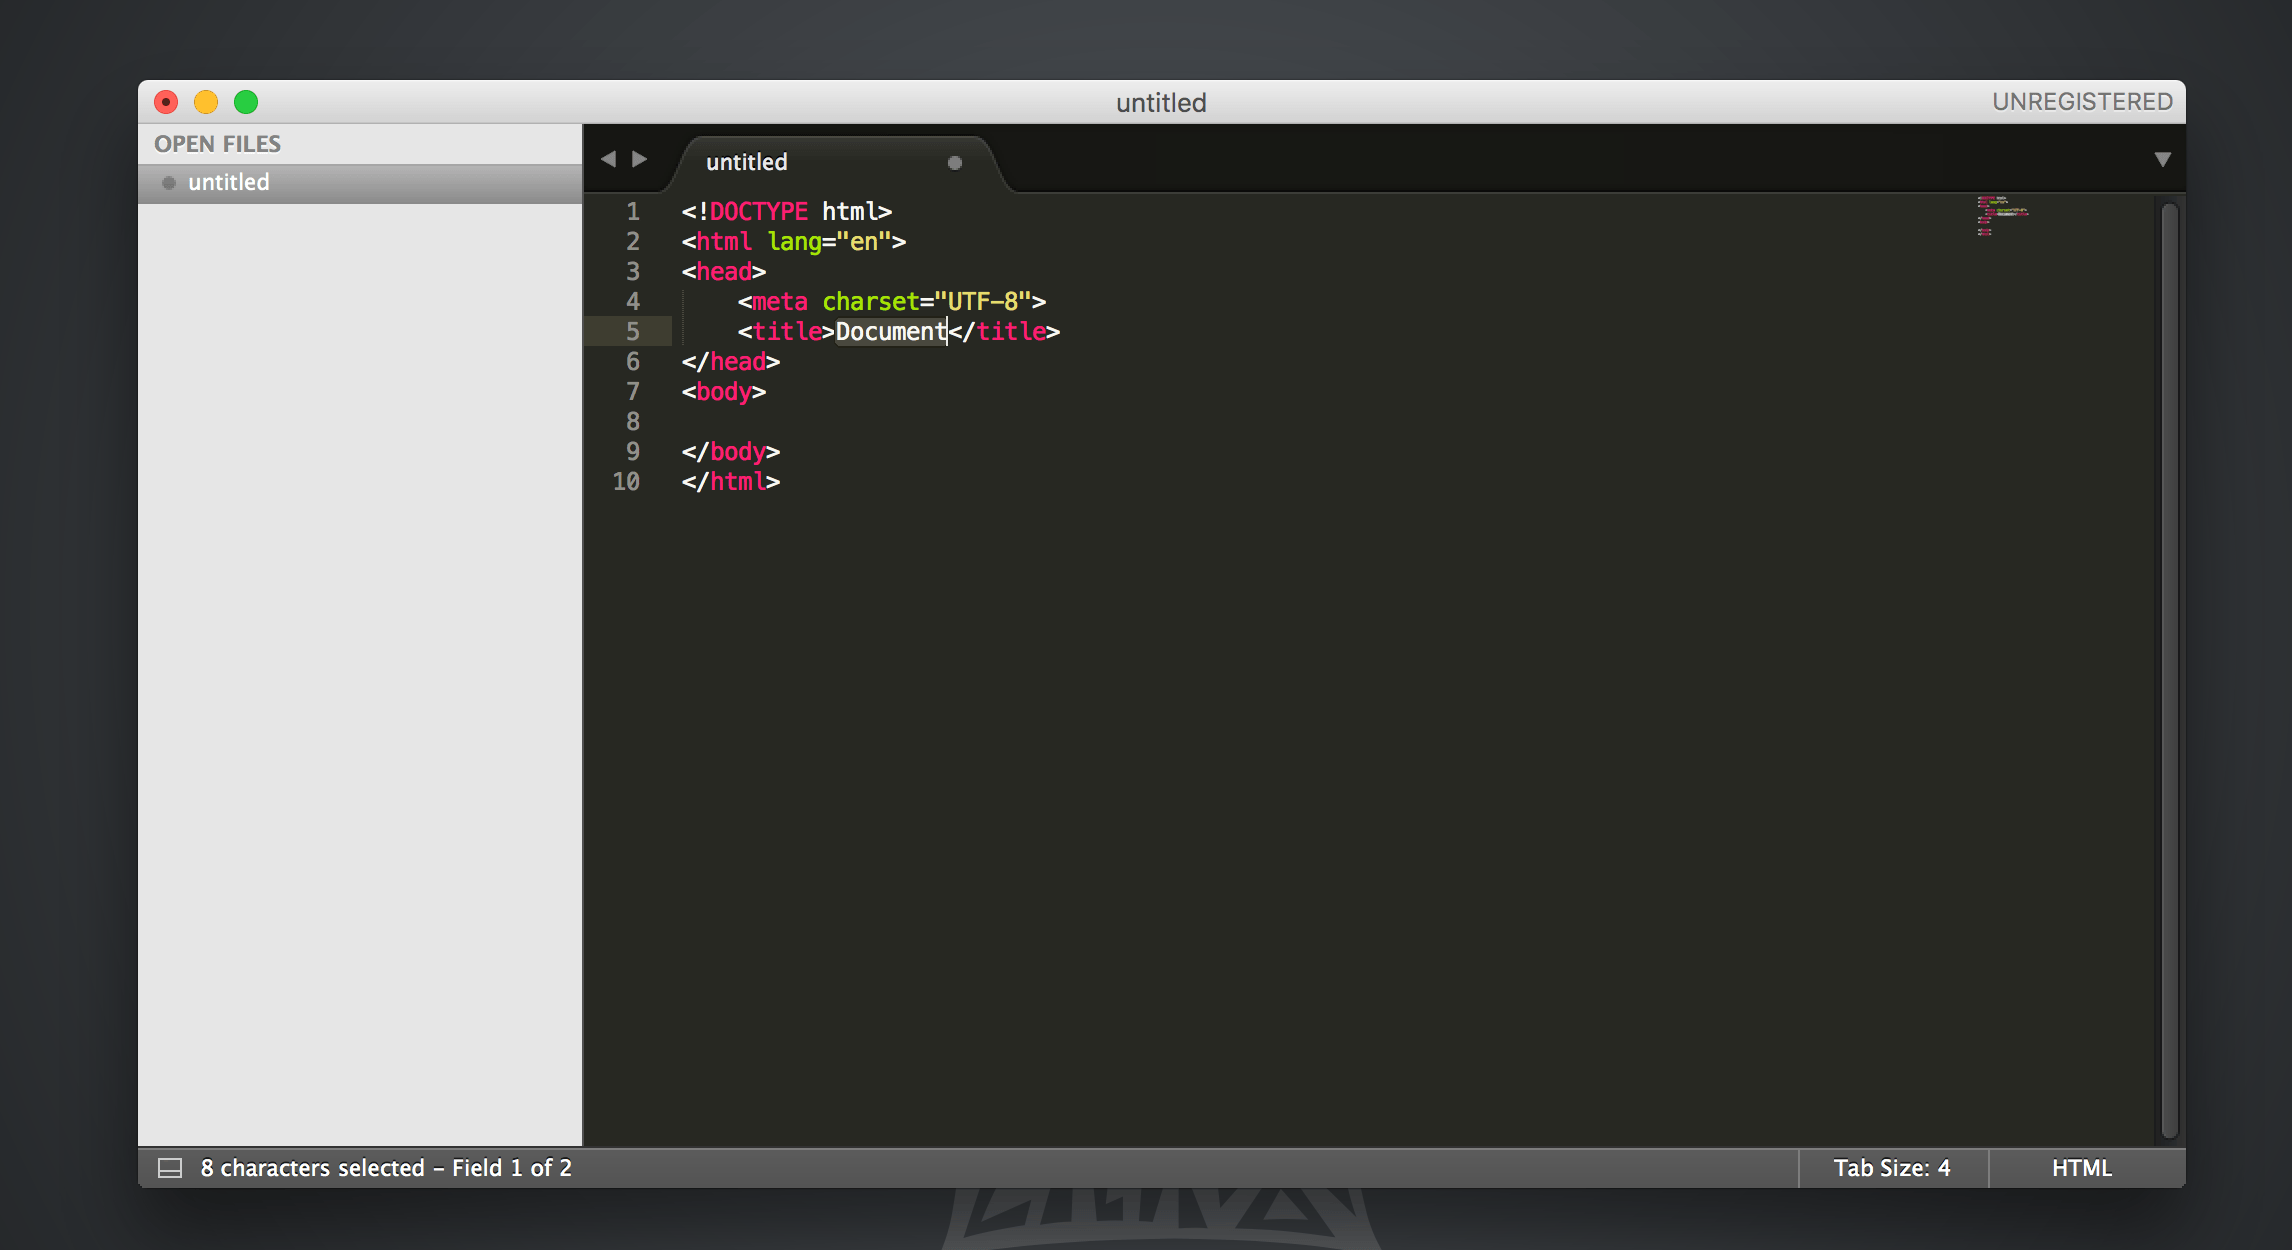 untitled
UNREGISTERED
OPEN FILES
untitled
untitled
1 <!DOCTYPE html>
2 <html lang="en">
3 <head>
4     <meta charset="UTF-8">
5     <title>Document</title>
6 </head>
7 <body>
8
9 </body>
10 </html>
8 characters selected – Field 1 of 2
Tab Size: 4
HTML